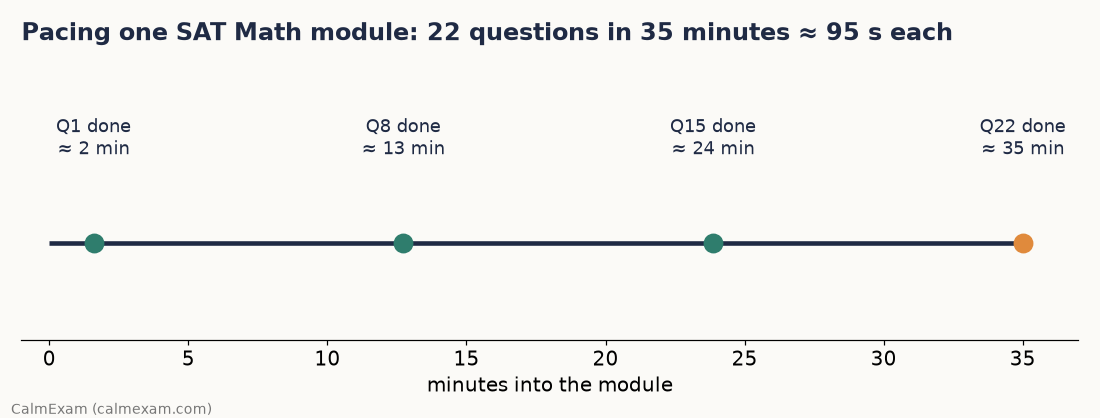 Pacing one SAT Math module: 22 questions in 35 minutes ≈ 95 s each
Q1 done
≈ 2 min
Q8 done
≈ 13 min
Q15 done
≈ 24 min
Q22 done
≈ 35 min
0 5 10 15 20 25 30 35
minutes into the module
CalmExam (calmexam.com)